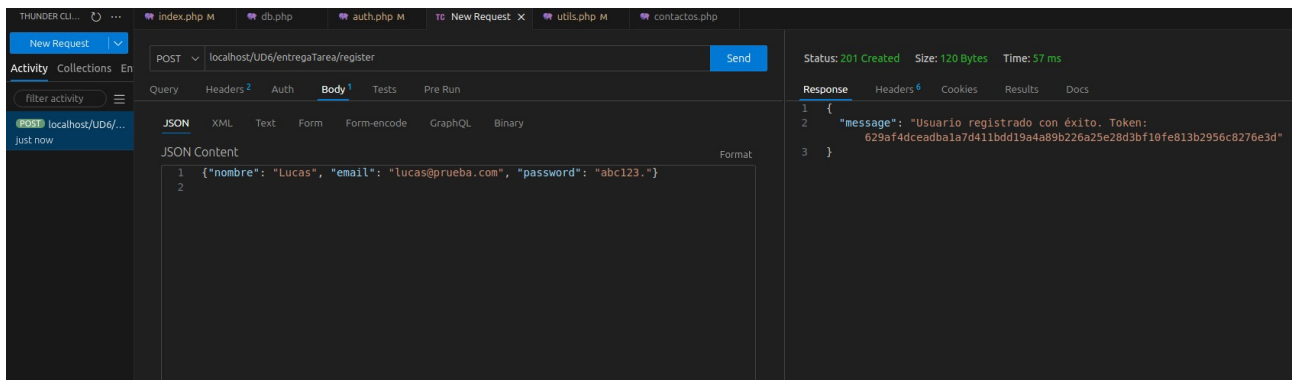 THUNDER CLI... ...
index.php M
db.php
auth.php M
TC New Request
utils.php M
contactos.php
New Request
Activity Collections En
filter activity
POST localhost/UD6/...
just now
POST localhost/UD6/entregaTarea/register Send
Query Headers 2 Auth Body 1 Tests Pre Run
JSON XML Text Form Form-encode GraphQL Binary
JSON Content Format
1 {"nombre": "Lucas", "email": "lucas@prueba.com", "password": "abc123."}
2
Status: 201 Created Size: 120 Bytes Time: 57 ms
Response Headers 6 Cookies Results Docs
1 {
2 "message": "Usuario registrado con éxito. Token:
629af4dceadba1a7d411bdd19a4a89b226a25e28d3bf10fe813b2956c8276e3d"
3 }